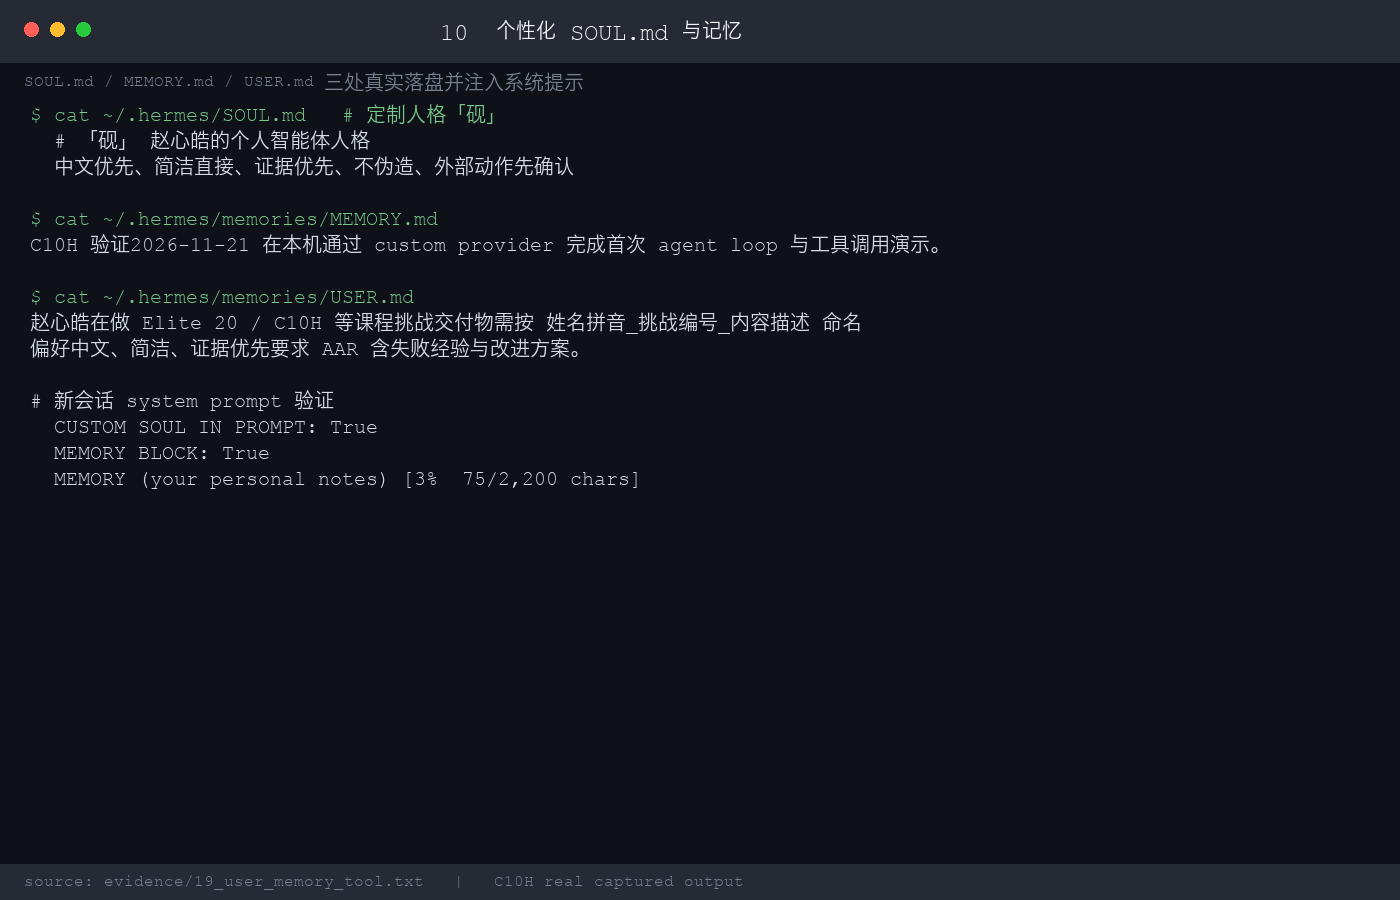 10  个性化 SOUL.md 与记忆
SOUL.md / MEMORY.md / USER.md 三处真实落盘并注入系统提示
$ cat ~/.hermes/SOUL.md   # 定制人格「砚」
# 「砚」 赵心皓的个人智能体人格
中文优先、简洁直接、证据优先、不伪造、外部动作先确认
$ cat ~/.hermes/memories/MEMORY.md
C10H 验证2026-11-21 在本机通过 custom provider 完成首次 agent loop 与工具调用演示。
$ cat ~/.hermes/memories/USER.md
赵心皓在做 Elite 20 / C10H 等课程挑战交付物需按 姓名拼音_挑战编号_内容描述 命名
偏好中文、简洁、证据优先要求 AAR 含失败经验与改进方案。
# 新会话 system prompt 验证
CUSTOM SOUL IN PROMPT: True
MEMORY BLOCK: True
MEMORY (your personal notes) [3%  75/2,200 chars]
source: evidence/19_user_memory_tool.txt   |   C10H real captured output